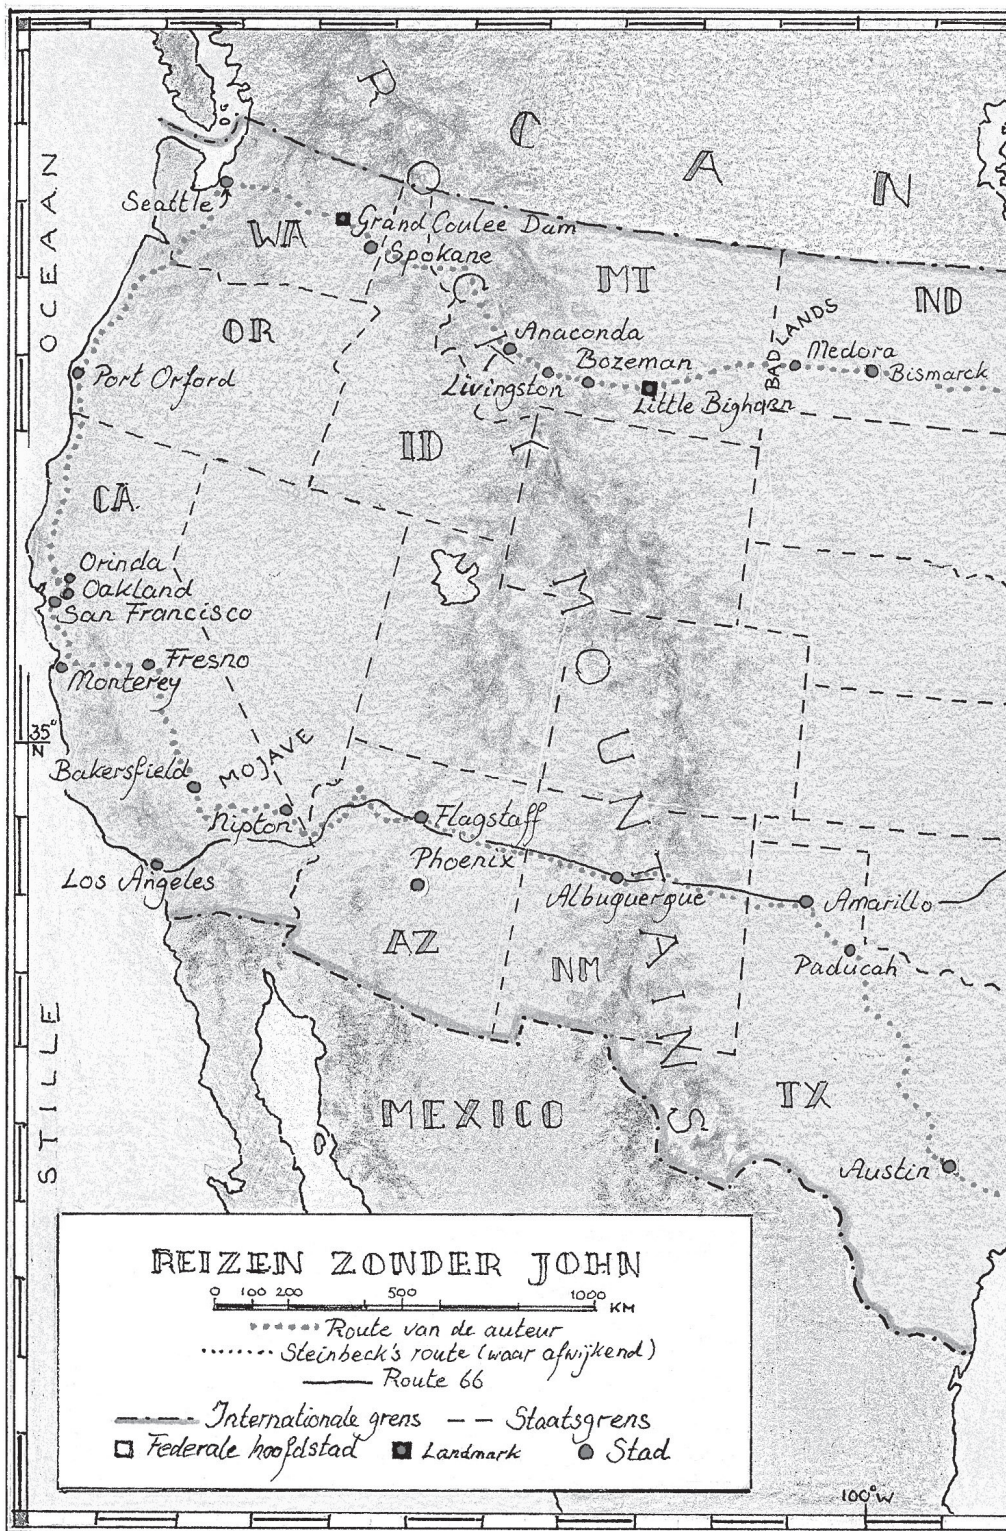 CAN
ROCKY MOUNTAINS
STILLE OCEAAN
Seattle
WA
Grand Coulee Dam
Spokane
MT
ND
BADLANDS
OR
Anaconda
Medora
Bozeman
Bismarck
Port Orford
Livingston
Little Bighorn
ID
CA.
Orinda
Oakland
San Francisco
Fresno
Monterey
35°
N
MOJAVE
Bakersfield
Nipton
Flagstaff
Phoenix
Los Angeles
Albuquerque
Amarillo
AZ
NM
Paducah
MEXICO
TX
Austin
REIZEN ZONDER JOHN
0 100 200 500 1000 KM
Route van de auteur
Steinbeck's route (waar afwijkend)
Route 66
Internationale grens
Staatsgrens
Federale hoofdstad
Landmark
Stad
100°W